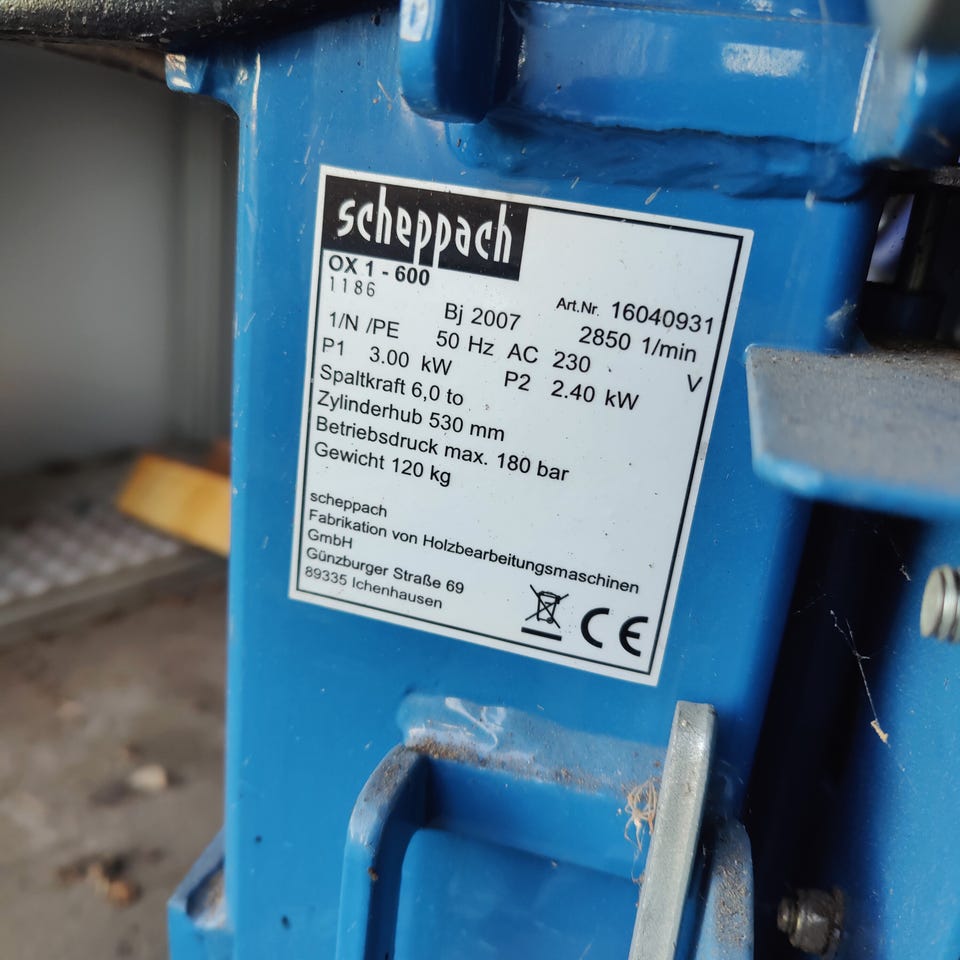 scheppach
OX 1 - 600
1186
Bj 2007 Art.Nr. 16040931
1/N /PE 50 Hz AC 230 V 2850 1/min
P1 3.00 kW P2 2.40 kW
Spaltkraft 6,0 to
Zylinderhub 530 mm
Betriebsdruck max. 180 bar
Gewicht 120 kg
scheppach
Fabrikation von Holzbearbeitungsmaschinen
GmbH
Günzburger Straße 69
89335 Ichenhausen
CE